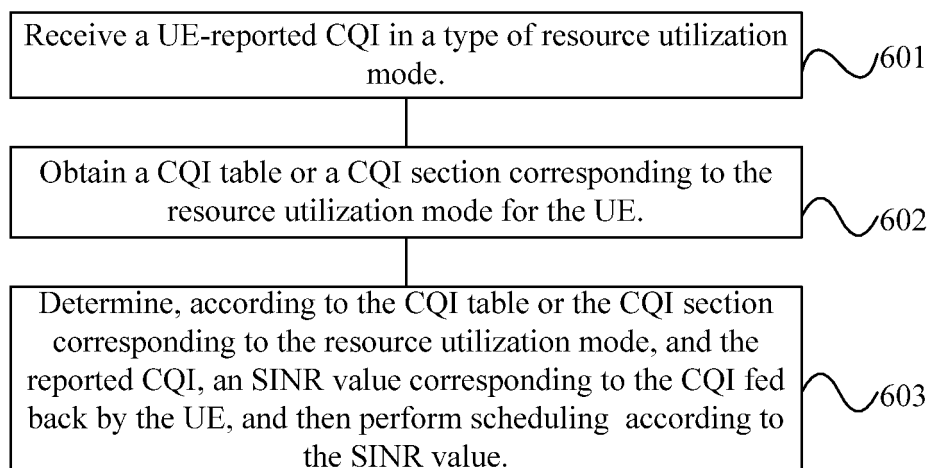 Receive a UE-reported CQI in a type of resource utilization
mode.
601
Obtain a CQI table or a CQI section corresponding to the
resource utilization mode for the UE.
602
Determine, according to the CQI table or the CQI section
corresponding to the resource utilization mode, and the
reported CQI, an SINR value corresponding to the CQI fed
back by the UE, and then perform scheduling according to
the SINR value.
603